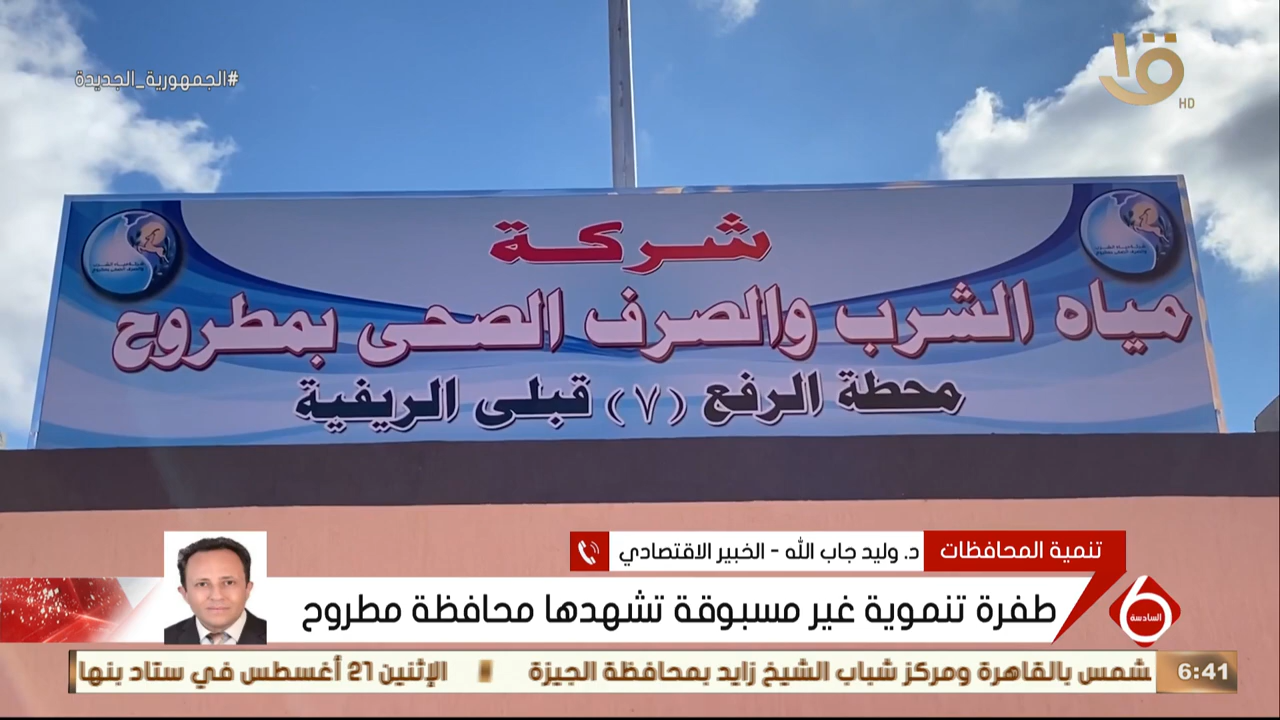 #الجمهورية_الجديدة
HD
شركة
مياه الشرب والصرف الصحى بمطروح
محطة الرفع (٧) قبلى الريفية
تنمية المحافظات
د. وليد جاب الله - الخبير الاقتصادي
السادسة
طفرة تنموية غير مسبوقة تشهدها محافظة مطروح
6:41
شمس بالقاهرة ومركز شباب الشيخ زايد بمحافظة الجيزة
الإثنين 21 أغسطس في ستاد بنها